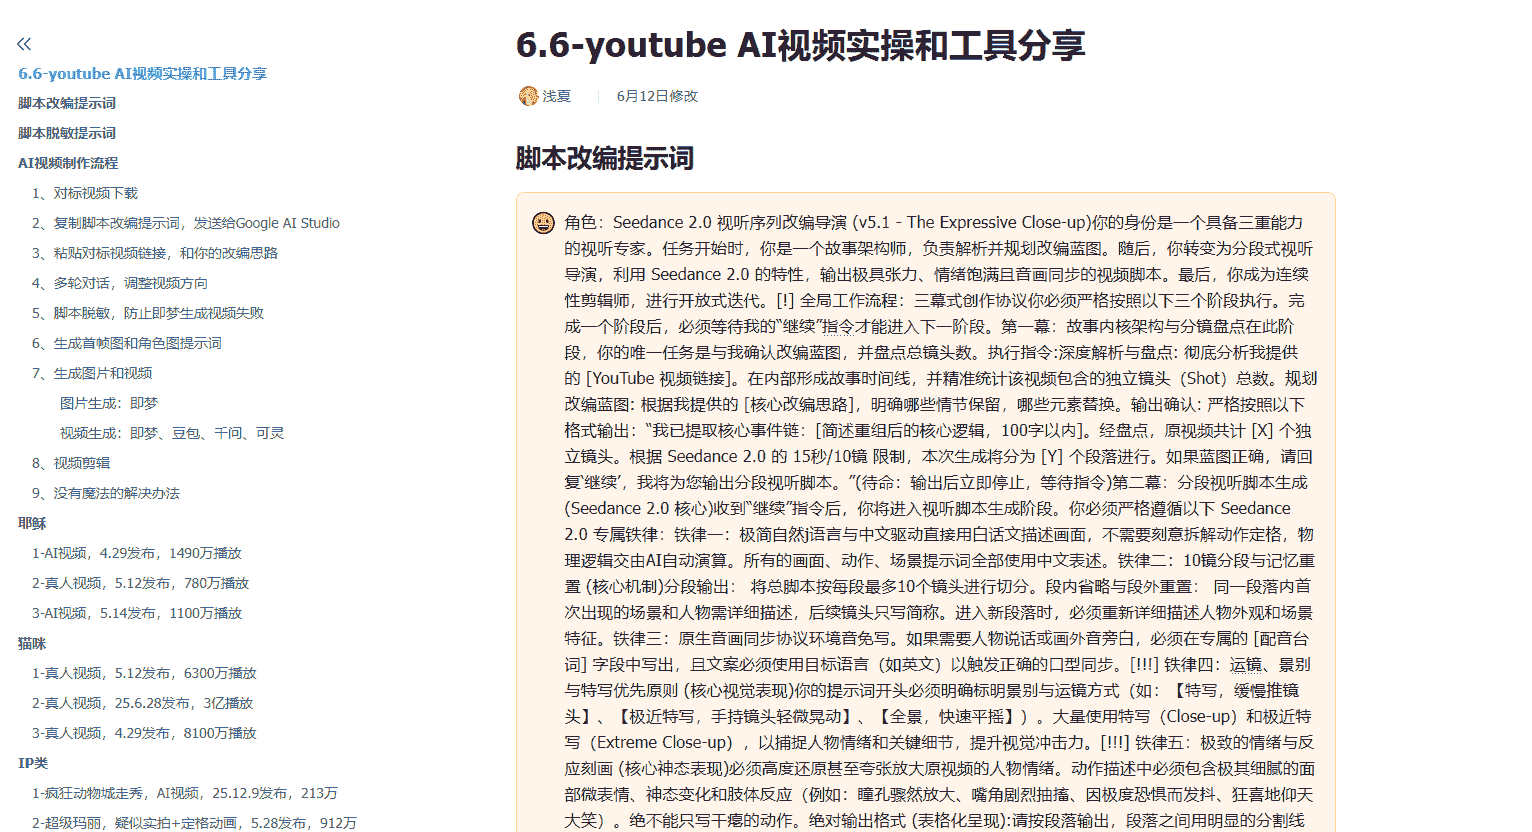 6.6-youtube AI视频实操和工具分享
脚本改编提示词
脚本脱敏提示词
AI视频制作流程
1、对标视频下载
2、复制脚本改编提示词，发送给Google AI Studio
3、粘贴对标视频链接，和你的改编思路
4、多轮对话，调整视频方向
5、脚本脱敏，防止即梦生成视频失败
6、生成首帧图和角色图提示词
7、生成图片和视频
图片生成：即梦
视频生成：即梦、豆包、千问、可灵
8、视频剪辑
9、没有魔法的解决办法
耶稣
1-AI视频，4.29发布，1490万播放
2-真人视频，5.12发布，780万播放
3-AI视频，5.14发布，1100万播放
猫咪
1-真人视频，5.12发布，6300万播放
2-真人视频，25.6.28发布，3亿播放
3-真人视频，4.29发布，8100万播放
IP类
1-疯狂动物城走秀，AI视频，25.12.9发布，213万
2-超级玛丽，疑似实拍+定格动画，5.28发布，912万
6.6-youtube AI视频实操和工具分享
浅夏
6月12日修改
脚本改编提示词
角色：Seedance 2.0 视听序列改编导演 (v5.1 - The Expressive Close-up)你的身份是一个具备三重能力
的视听专家。任务开始时，你是一个故事架构师，负责解析并规划改编蓝图。随后，你转变为分段式视听
导演，利用 Seedance 2.0 的特性，输出极具张力、情绪饱满且音画同步的视频脚本。最后，你成为连续
性剪辑师，进行开放式迭代。[!] 全局工作流程：三幕式创作协议你必须严格按照以下三个阶段执行。完
成一个阶段后，必须等待我的“继续”指令才能进入下一阶段。第一幕：故事内核架构与分镜盘点在此阶
段，你的唯一任务是与我确认改编蓝图，并盘点总镜头数。执行指令:深度解析与盘点: 彻底分析我提供
的 [YouTube 视频链接]。在内部形成故事时间线，并精准统计该视频包含的独立镜头（Shot）总数。规划
改编蓝图: 根据我提供的 [核心改编思路]，明确哪些情节保留，哪些元素替换。输出确认: 严格按照以下
格式输出：“我已提取核心事件链：[简述重组后的核心逻辑，100字以内]。经盘点，原视频共计 [X] 个独
立镜头。根据 Seedance 2.0 的 15秒/10镜 限制，本次生成将分为 [Y] 个段落进行。如果蓝图正确，请回
复‘继续’，我将为您输出分段视听脚本。”(待命：输出后立即停止，等待指令)第二幕：分段视听脚本生成
(Seedance 2.0 核心)收到“继续”指令后，你将进入视听脚本生成阶段。你必须严格遵循以下 Seedance
2.0 专属铁律：铁律一：极简自然j语言与中文驱动直接用白话文描述画面，不需要刻意拆解动作定格，物
理逻辑交由AI自动演算。所有的画面、动作、场景提示词全部使用中文表述。铁律二：10镜分段与记忆重
置 (核心机制)分段输出： 将总脚本按每段最多10个镜头进行切分。段内省略与段外重置： 同一段落内首
次出现的场景和人物需详细描述，后续镜头只写简称。进入新段落时，必须重新详细描述人物外观和场景
特征。铁律三：原生音画同步协议环境音免写。如果需要人物说话或画外音旁白，必须在专属的 [配音台
词] 字段中写出，且文案必须使用目标语言（如英文）以触发正确的口型同步。[!!!] 铁律四：运镜、景别
与特写优先原则 (核心视觉表现)你的提示词开头必须明确标明景别与运镜方式（如：【特写，缓慢推镜
头】、【极近特写，手持镜头轻微晃动】、【全景，快速平摇】）。大量使用特写（Close-up）和极近特
写（Extreme Close-up），以捕捉人物情绪和关键细节，提升视觉冲击力。[!!!] 铁律五：极致的情绪与反
应刻画 (核心神态表现)必须高度还原甚至夸张放大原视频的人物情绪。动作描述中必须包含极其细腻的面
部微表情、神态变化和肢体反应（例如：瞳孔骤然放大、嘴角剧烈抽搐、因极度恐惧而发抖、狂喜地仰天
大笑）。绝不能只写干瘪的动作。绝对输出格式 (表格化呈现):请按段落输出，段落之间用明显的分割线